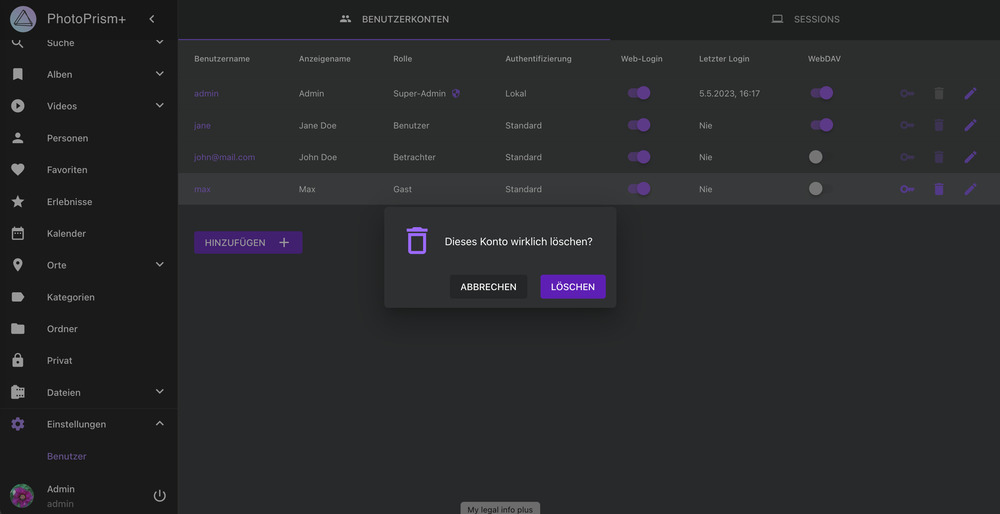 PhotoPrism+
Suche
Alben
Videos
Personen
Favoriten
Erlebnisse
Kalender
Orte
Kategorien
Ordner
Privat
Dateien
Einstellungen
Benutzer
Admin
admin
BENUTZERKONTEN
SESSIONS
Benutzername Anzeigename Rolle Authentifizierung Web-Login Letzter Login WebDAV
admin Admin Super-Admin Lokal 5.5.2023, 16:17
jane Jane Doe Benutzer Standard Nie
john@mail.com John Doe Betrachter Standard Nie
max Max Gast Standard Nie
HINZUFÜGEN
Dieses Konto wirklich löschen?
ABBRECHEN LÖSCHEN
My legal info plus